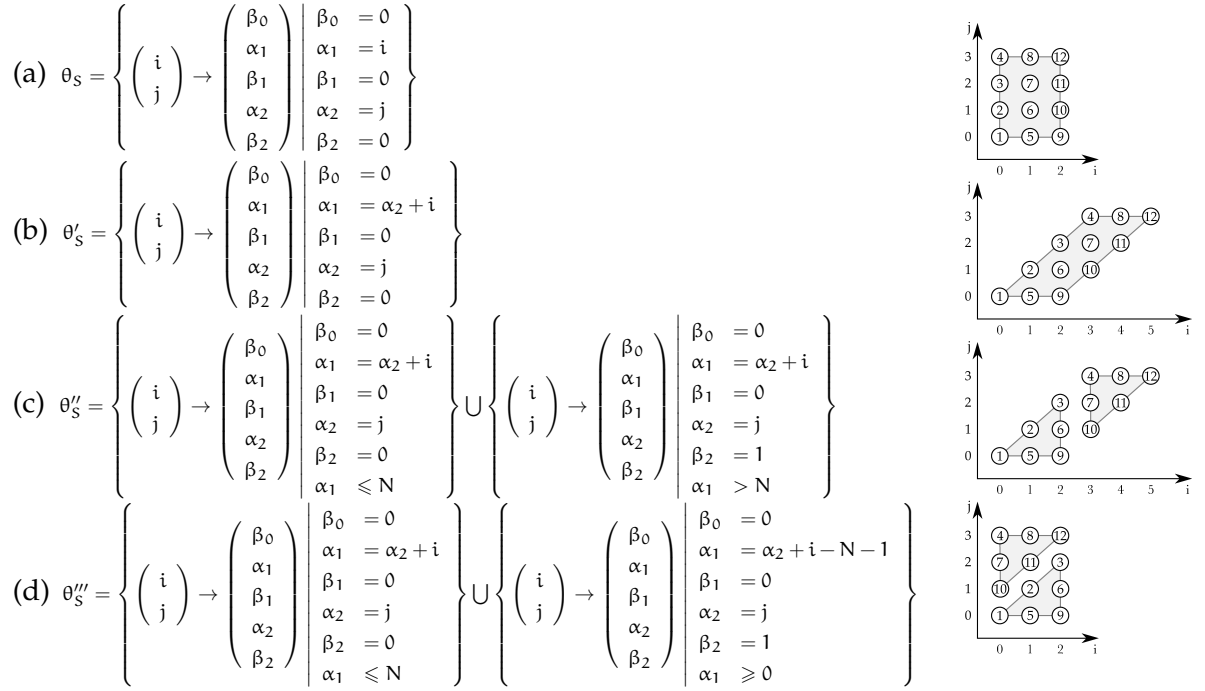 (a) θ_S = { ( i j ) → ( β₀ α₁ β₁ α₂ β₂ ) |
β₀ = 0
α₁ = i
β₁ = 0
α₂ = j
β₂ = 0 }
j
3 4 8 12
2 3 7 11
1 2 6 10
0 1 5 9
0 1 2 i
(b) θ′_S = { ( i j ) → ( β₀ α₁ β₁ α₂ β₂ ) |
β₀ = 0
α₁ = α₂ + i
β₁ = 0
α₂ = j
β₂ = 0 }
j
3 4 8 12
2 3 7 11
1 2 6 10
0 1 5 9
0 1 2 3 4 5 i
(c) θ″_S = { ( i j ) → ( β₀ α₁ β₁ α₂ β₂ ) |
β₀ = 0
α₁ = α₂ + i
β₁ = 0
α₂ = j
β₂ = 0
α₁ ⩽ N }
⋃ { ( i j ) → ( β₀ α₁ β₁ α₂ β₂ ) |
β₀ = 0
α₁ = α₂ + i
β₁ = 0
α₂ = j
β₂ = 1
α₁ > N }
j
3 4 8 12
2 3 7 11
1 2 6 10
0 1 5 9
0 1 2 3 4 5 i
(d) θ‴_S = { ( i j ) → ( β₀ α₁ β₁ α₂ β₂ ) |
β₀ = 0
α₁ = α₂ + i
β₁ = 0
α₂ = j
β₂ = 0
α₁ ⩽ N }
⋃ { ( i j ) → ( β₀ α₁ β₁ α₂ β₂ ) |
β₀ = 0
α₁ = α₂ + i − N − 1
β₁ = 0
α₂ = j
β₂ = 1
α₁ ⩾ 0 }
j
3 4 8 12
2 7 11 3
1 10 2 6
0 1 5 9
0 1 2 i